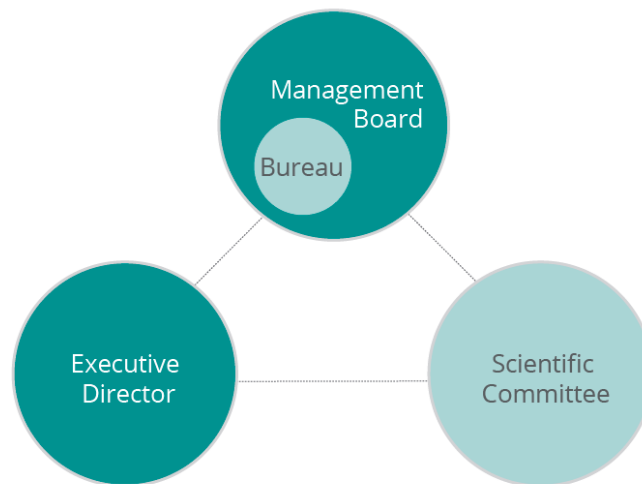 Management
Board
Bureau
Executive
Director
Scientific
Committee